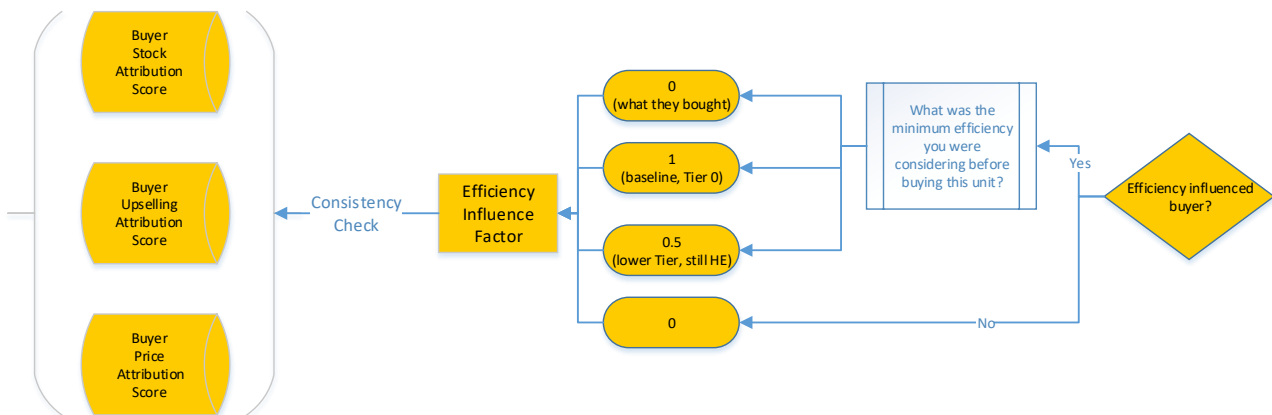 Buyer
Stock
Attribution
Score
Buyer
Upselling
Attribution
Score
Buyer
Price
Attribution
Score
Consistency
Check
Efficiency
Influence
Factor
0
(what they bought)
1
(baseline, Tier 0)
0.5
(lower Tier, still HE)
0
What was the
minimum efficiency
you were
considering before
buying this unit?
Yes
No
Efficiency influenced
buyer?